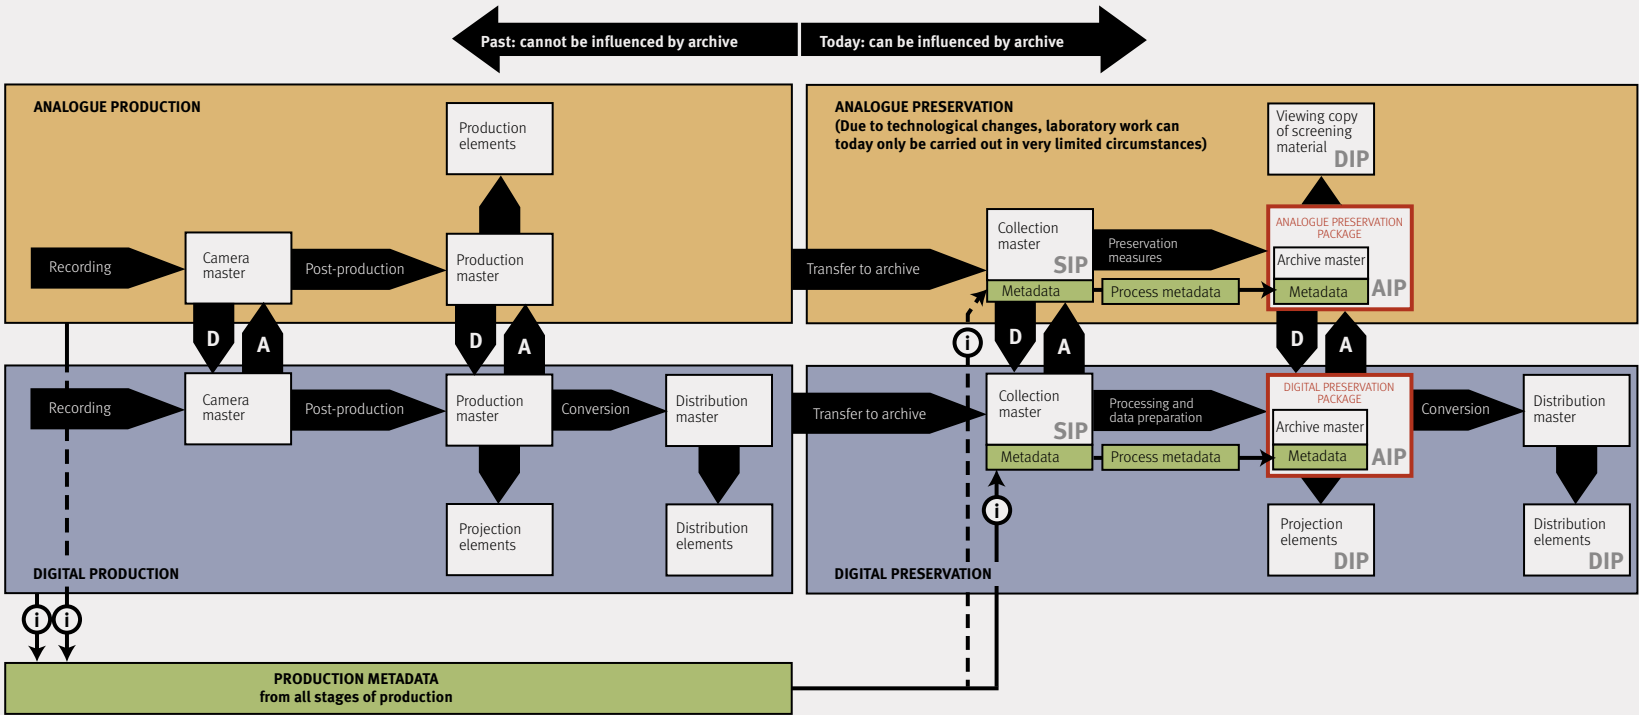 Past: cannot be influenced by archive
Today: can be influenced by archive
ANALOGUE PRODUCTION
Production
elements
Recording
Camera
master
Post-production
Production
master
D
A
D
A
ANALOGUE PRESERVATION
(Due to technological changes, laboratory work can
today only be carried out in very limited circumstances)
Viewing copy
of screening
material
DIP
Transfer to archive
Collection
master
SIP
Metadata
Preservation
measures
Process metadata
ANALOGUE PRESERVATION
PACKAGE
Archive master
Metadata
AIP
i
D
A
D
A
Recording
Camera
master
Post-production
Production
master
Conversion
Distribution
master
Projection
elements
Distribution
elements
DIGITAL PRODUCTION
Transfer to archive
Collection
master
SIP
Metadata
Processing and
data preparation
Process metadata
DIGITAL PRESERVATION
PACKAGE
Archive master
Metadata
AIP
Conversion
Distribution
master
i
Projection
elements
DIP
Distribution
elements
DIP
DIGITAL PRESERVATION
i
i
PRODUCTION METADATA
from all stages of production